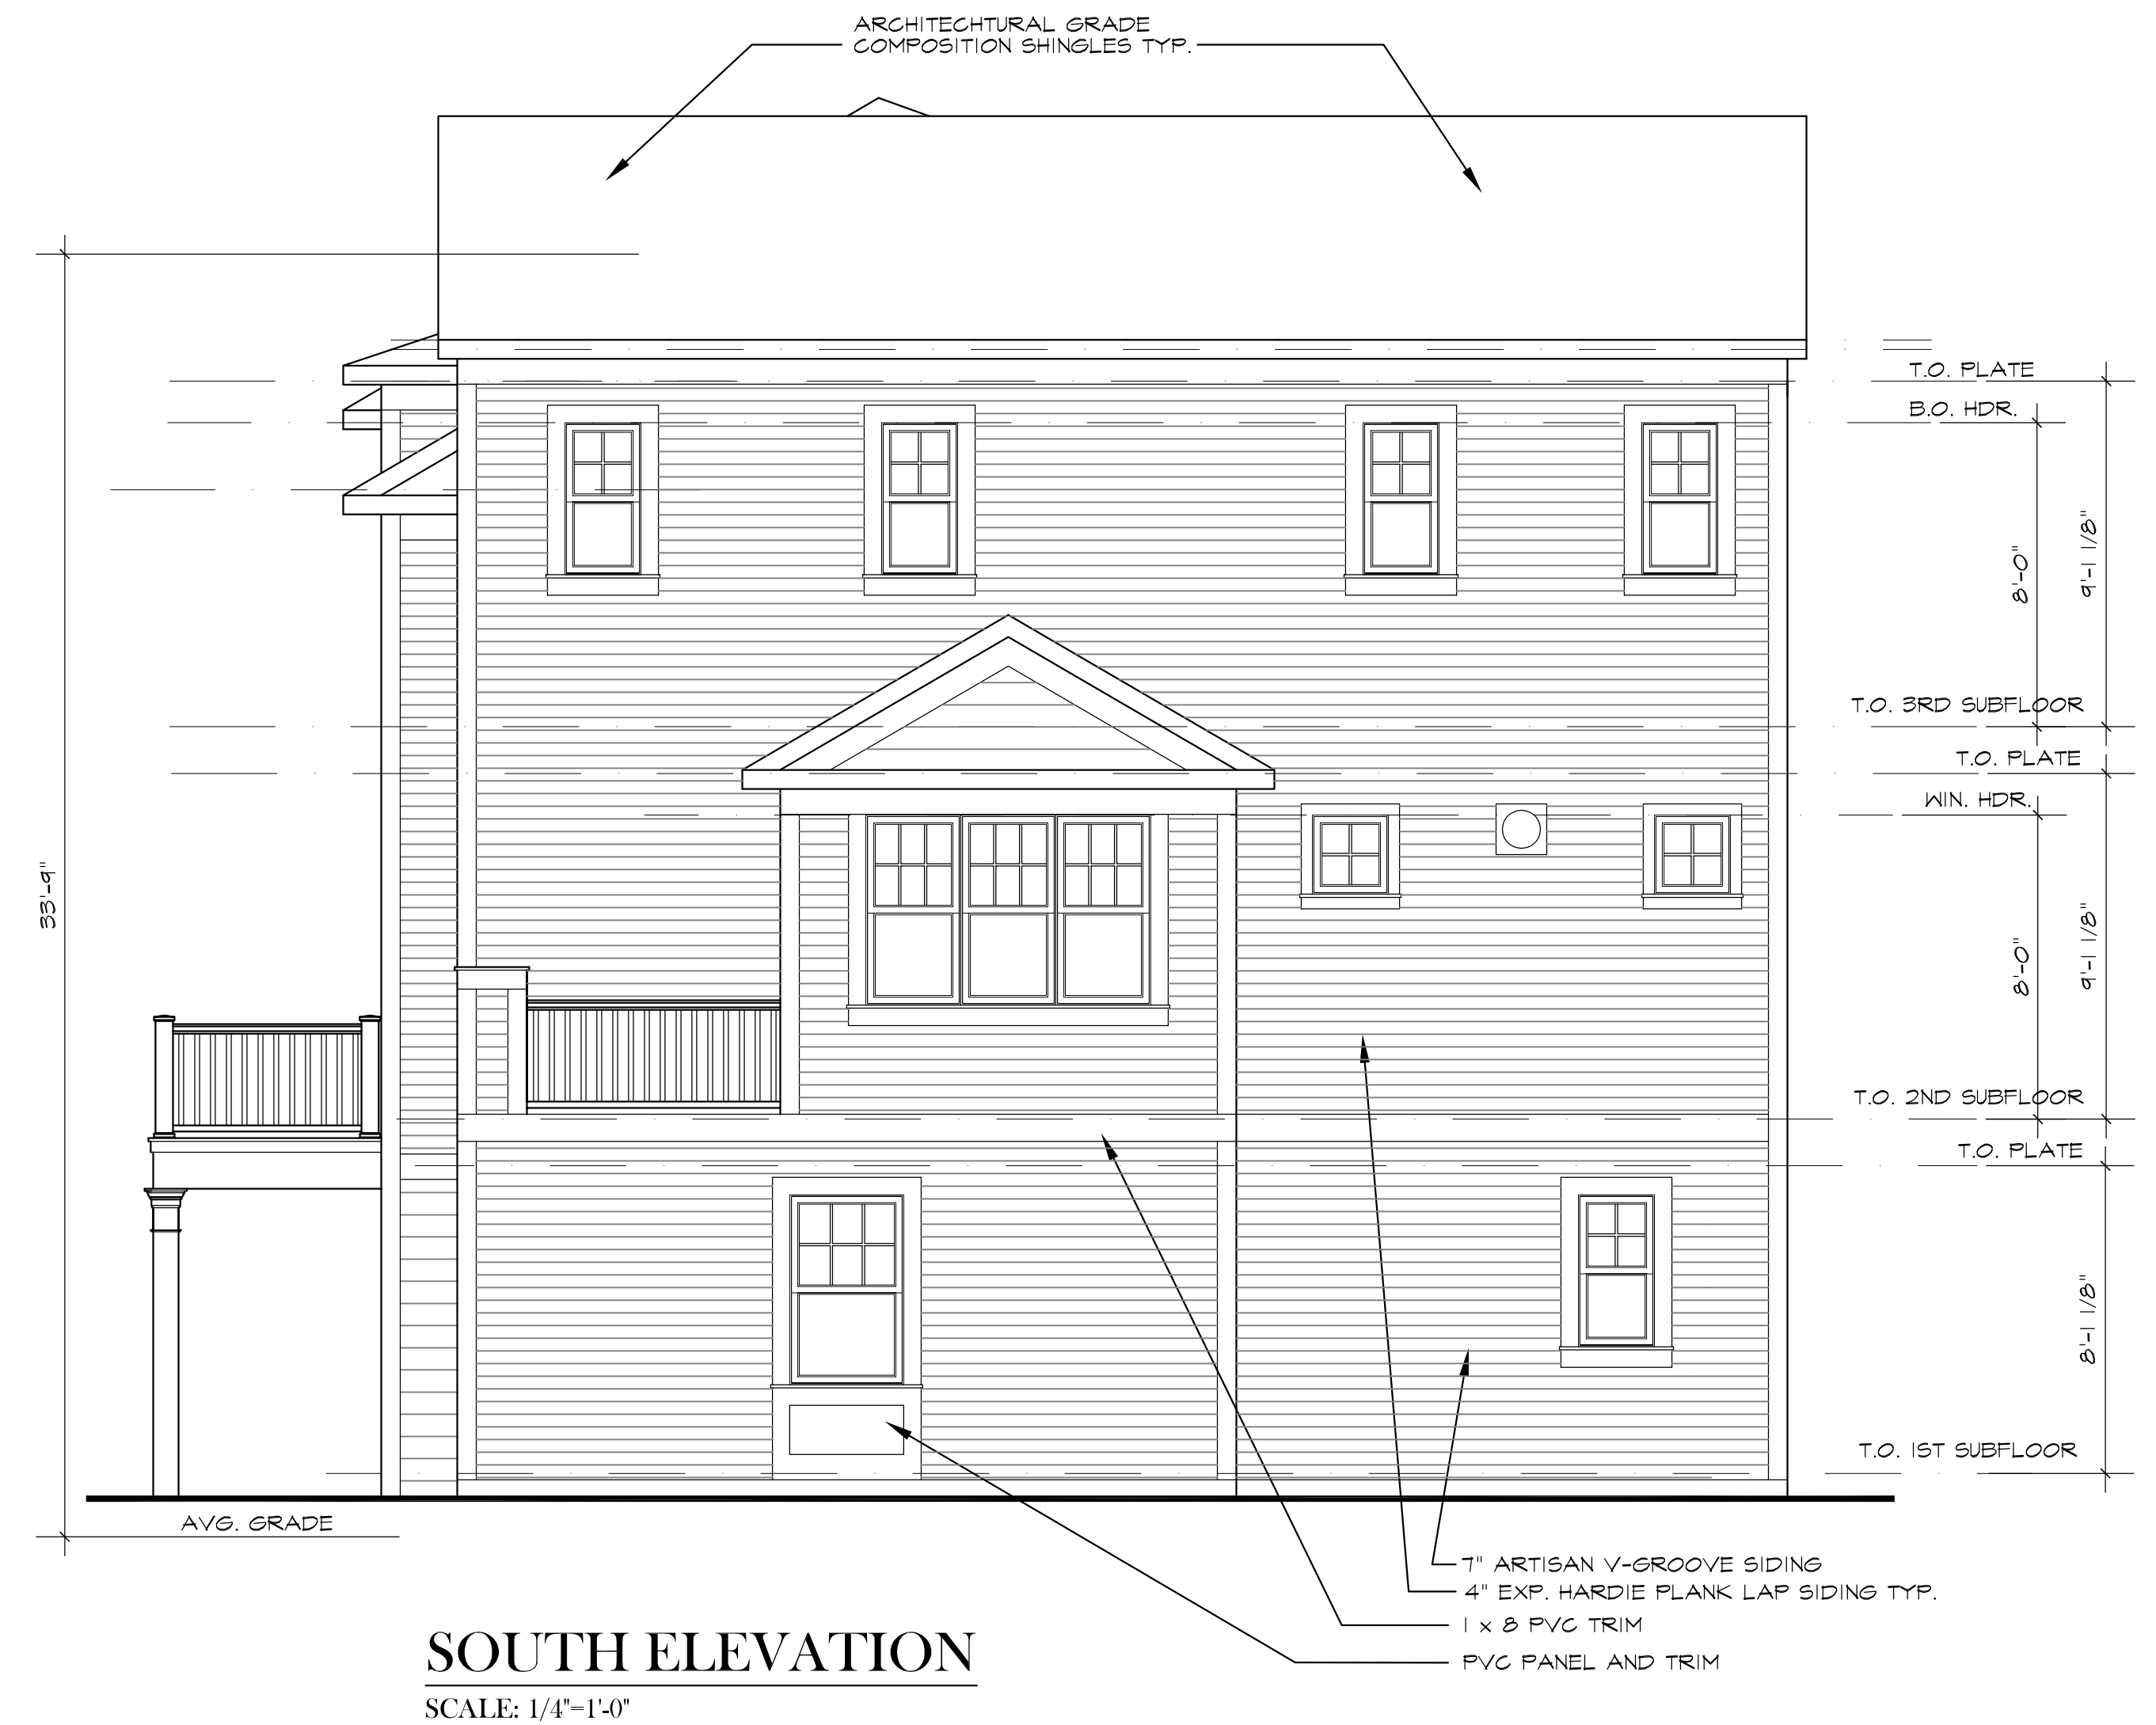 ARCHITECHTURAL GRADE
COMPOSITION SHINGLES TYP.
T.O. PLATE
B.O. HDR.
8'-0"
9'-1 1/8"
T.O. 3RD SUBFLOOR
T.O. PLATE
WIN. HDR.
33'-9"
8'-0"
9'-1 1/8"
T.O. 2ND SUBFLOOR
T.O. PLATE
8'-1 1/8"
T.O. 1ST SUBFLOOR
AVG. GRADE
7" ARTISAN V-GROOVE SIDING
4" EXP. HARDIE PLANK LAP SIDING TYP.
1 x 8 PVC TRIM
PVC PANEL AND TRIM
SOUTH ELEVATION
SCALE: 1/4"=1'-0"